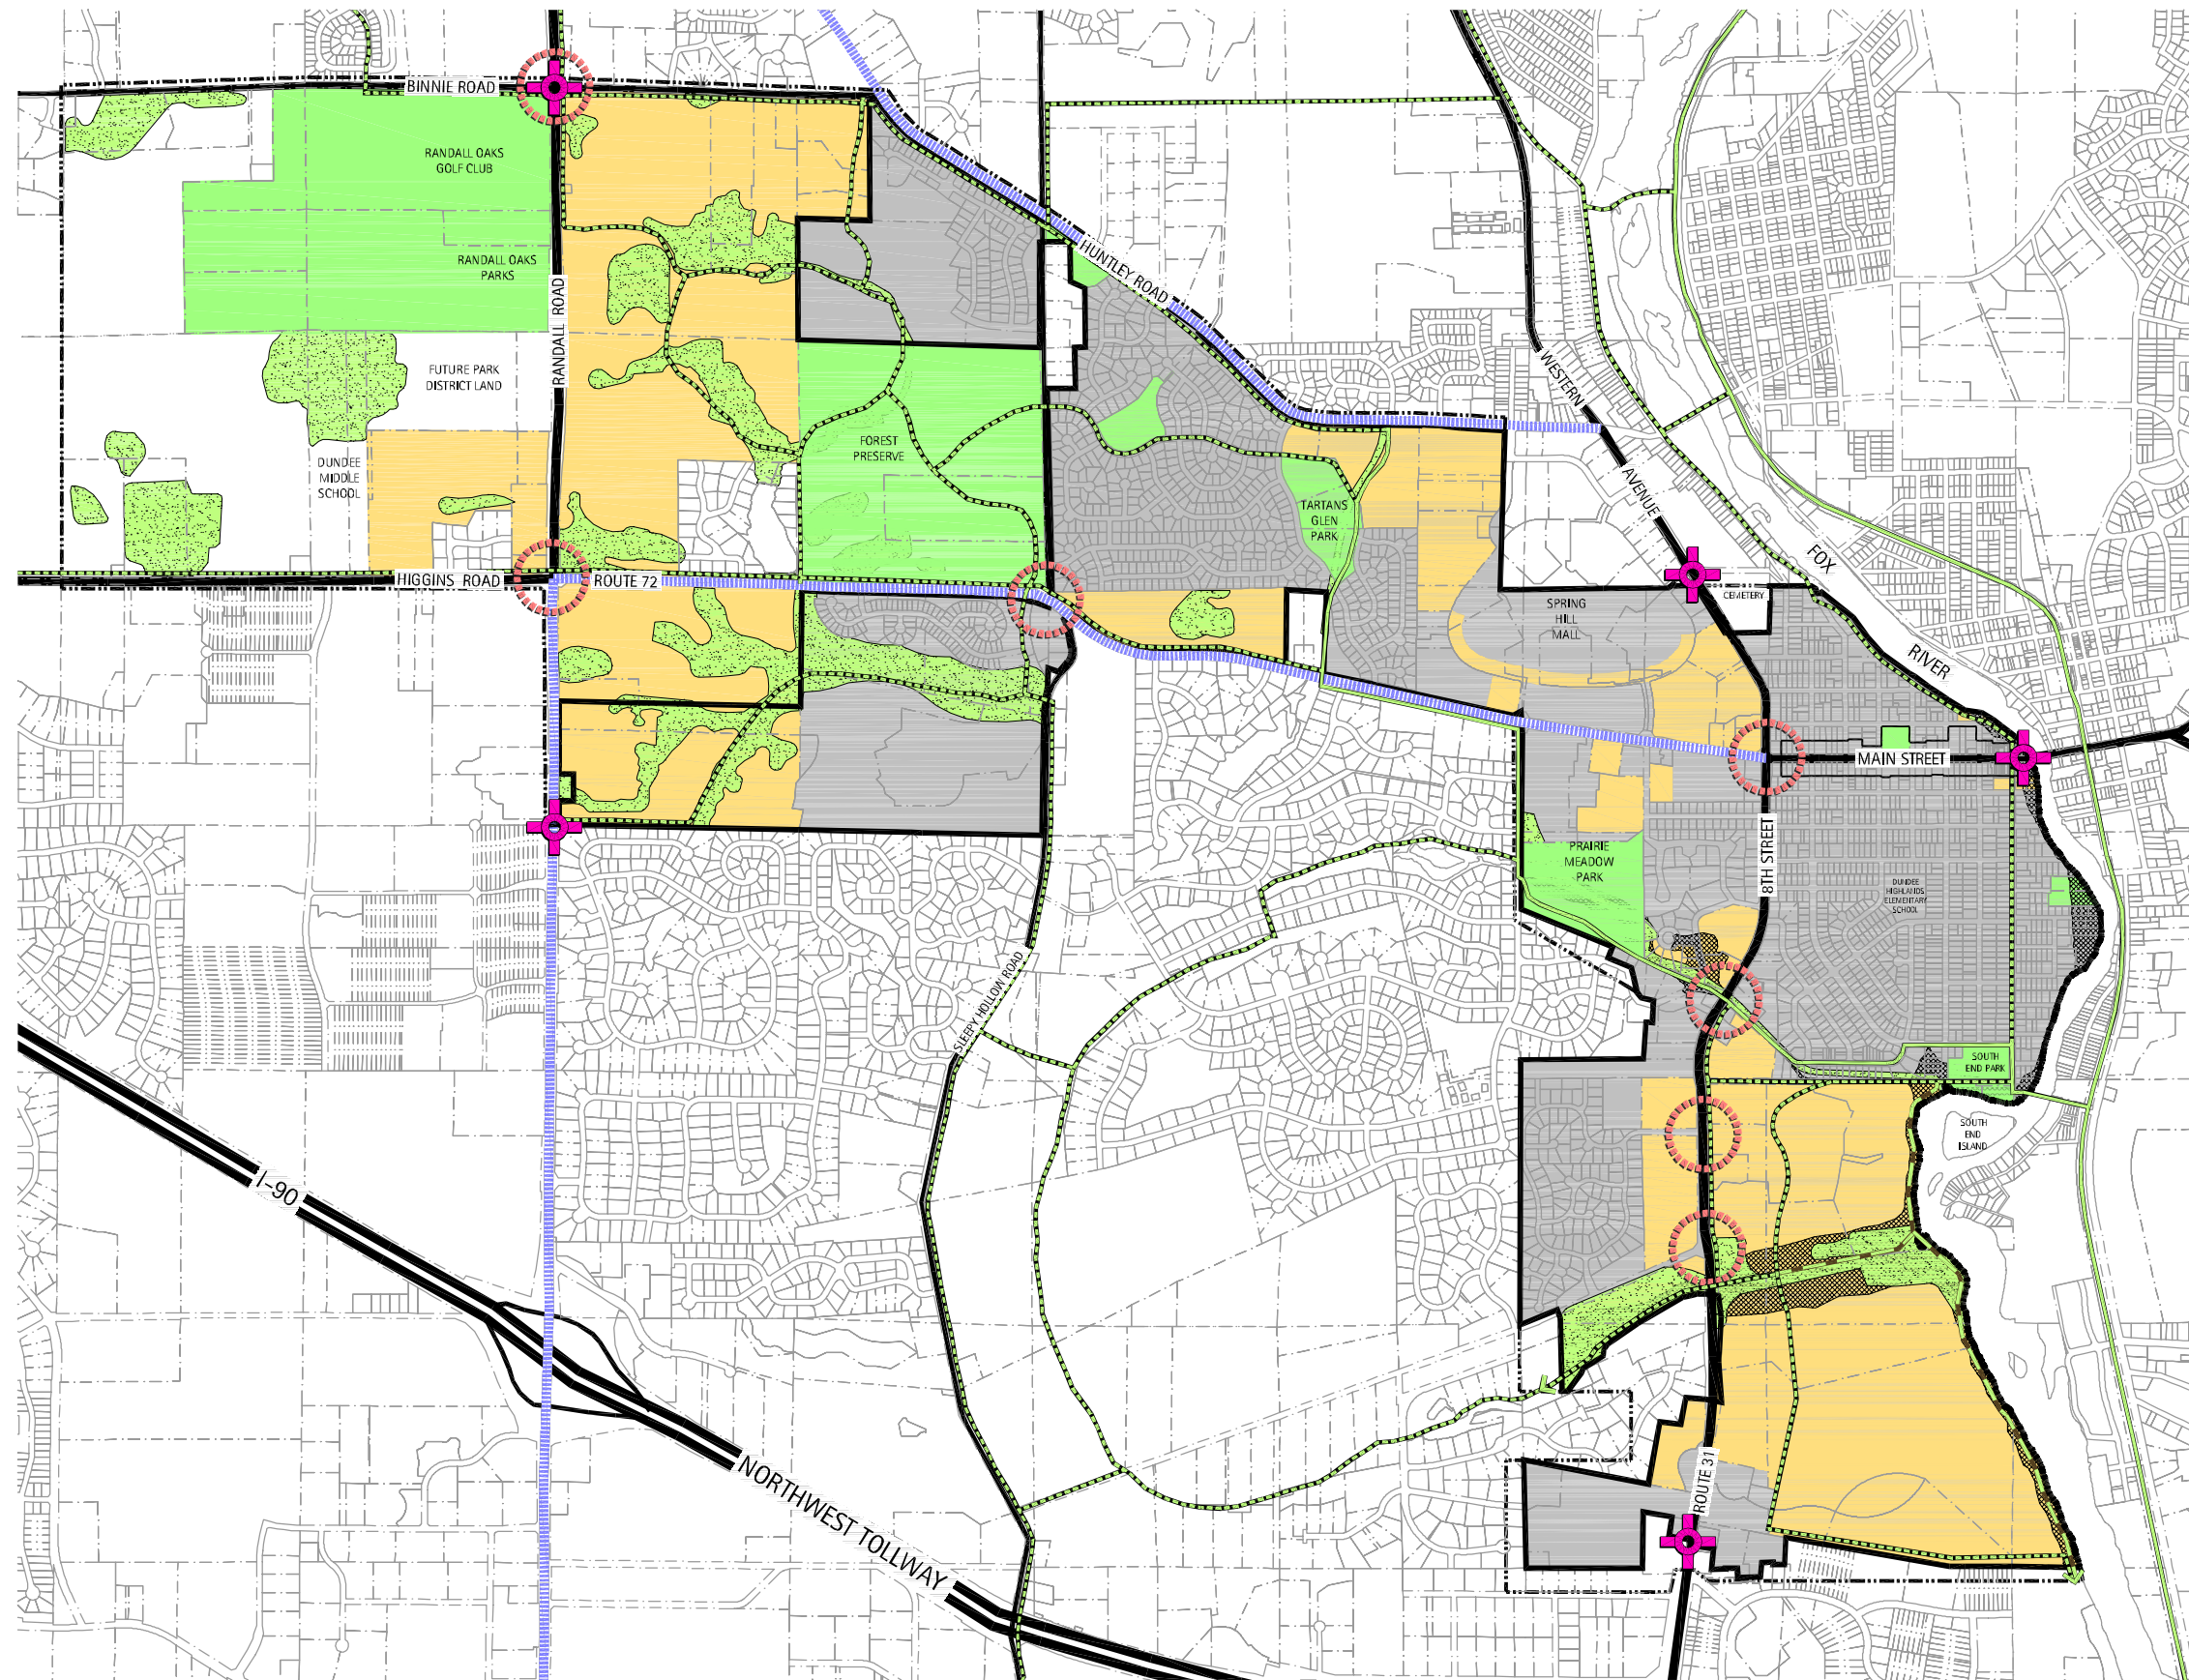 BINNIE ROAD
RANDALL OAKS
GOLF CLUB
RANDALL OAKS
PARKS
RANDALL ROAD
HUNTLEY ROAD
FUTURE PARK
DISTRICT LAND
WESTERN
AVENUE
FOREST
PRESERVE
DUNDEE
MIDDLE
SCHOOL
TARTANS
GLEN
PARK
FOX
RIVER
HIGGINS ROAD
ROUTE 72
SPRING
HILL
MALL
CEMETERY
MAIN STREET
8TH STREET
PRAIRIE
MEADOW
PARK
DUNDEE
HIGHLANDS
ELEMENTARY
SCHOOL
SLEEPY HOLLOW ROAD
SOUTH
END PARK
SOUTH
END
ISLAND
I-90
NORTHWEST TOLLWAY
ROUTE 31